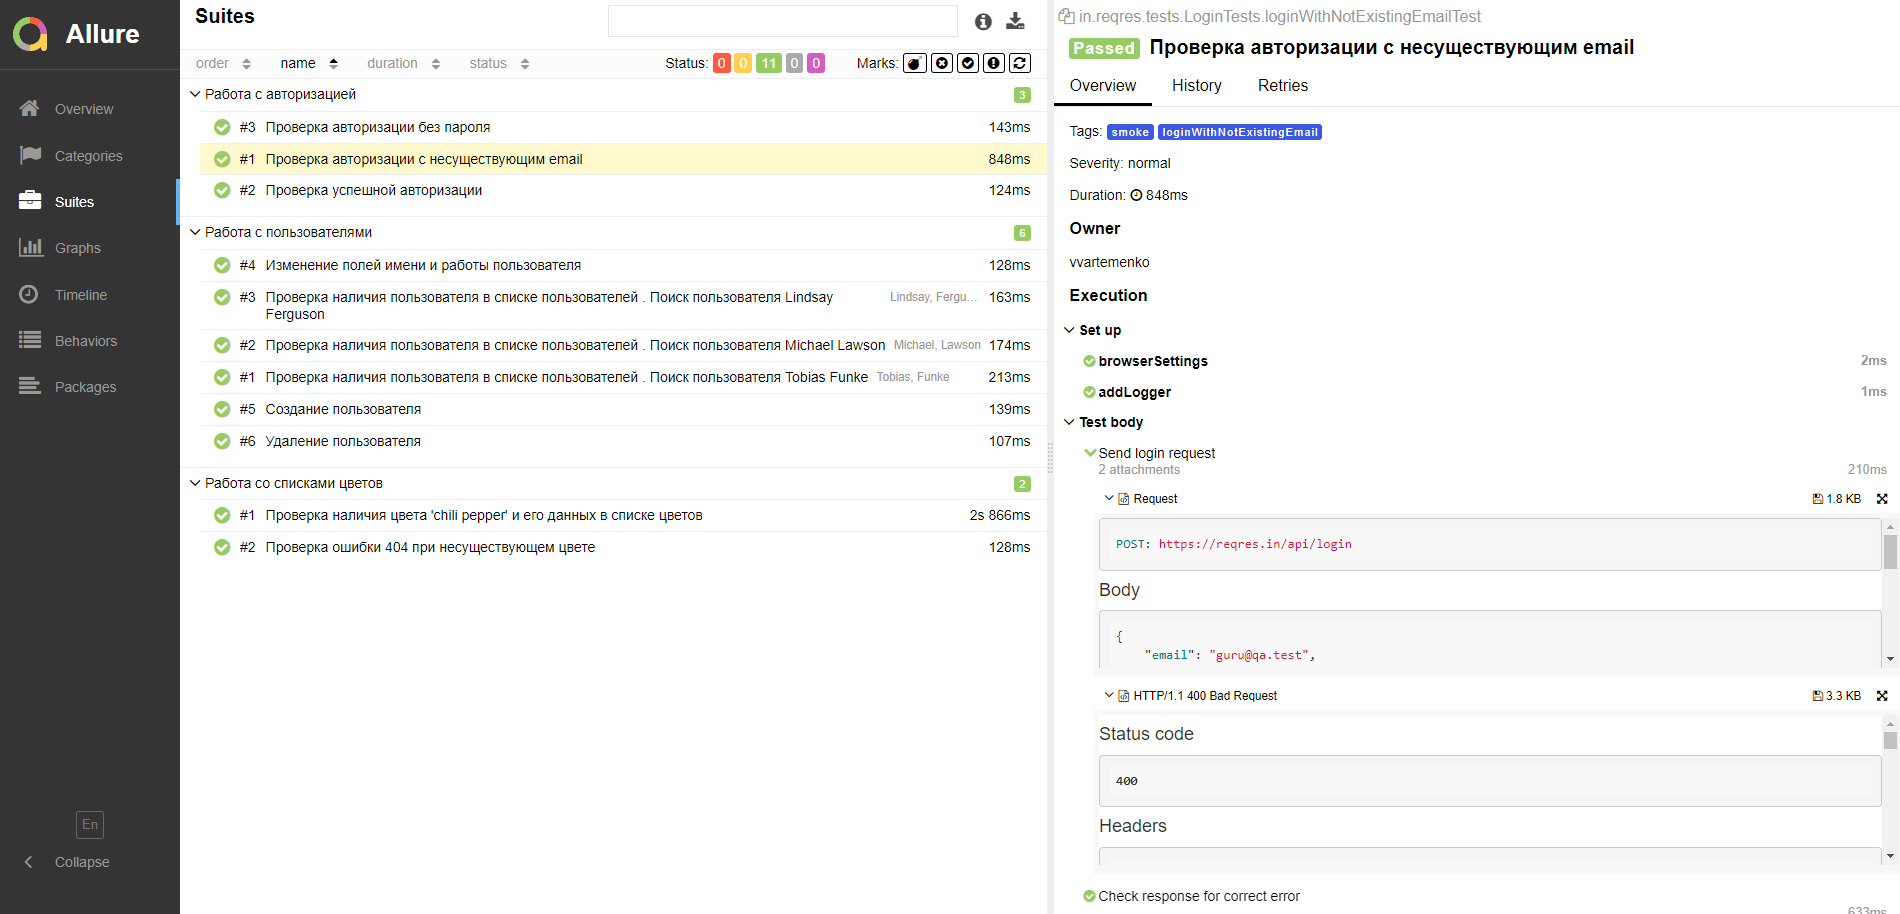 Allure
Overview
Categories
Suites
Graphs
Timeline
Behaviors
Packages
En
Collapse
Suites
order name duration status Status: 0 0 11 0 0 Marks:
Работа с авторизацией 3
#3 Проверка авторизации без пароля 143ms
#1 Проверка авторизации с несуществующим email 848ms
#2 Проверка успешной авторизации 124ms
Работа с пользователями 6
#4 Изменение полей имени и работы пользователя 128ms
#3 Проверка наличия пользователя в списке пользователей . Поиск пользователя Lindsay Lindsay, Fergu... 163ms
Ferguson
#2 Проверка наличия пользователя в списке пользователей . Поиск пользователя Michael Lawson Michael, Lawson 174ms
#1 Проверка наличия пользователя в списке пользователей . Поиск пользователя Tobias Funke Tobias, Funke 213ms
#5 Создание пользователя 139ms
#6 Удаление пользователя 107ms
Работа со списками цветов 2
#1 Проверка наличия цвета 'chili pepper' и его данных в списке цветов 2s 866ms
#2 Проверка ошибки 404 при несуществующем цвете 128ms
in.reqres.tests.LoginTests.loginWithNotExistingEmailTest
Passed Проверка авторизации с несуществующим email
Overview History Retries
Tags: smoke loginWithNotExistingEmail
Severity: normal
Duration: 848ms
Owner
vvartemenko
Execution
Set up
browserSettings 2ms
addLogger 1ms
Test body
Send login request
2 attachments 210ms
Request 1.8 KB
POST: https://reqres.in/api/login
Body
{
"email": "guru@qa.test",
HTTP/1.1 400 Bad Request 3.3 KB
Status code
400
Headers
Check response for correct error
633ms